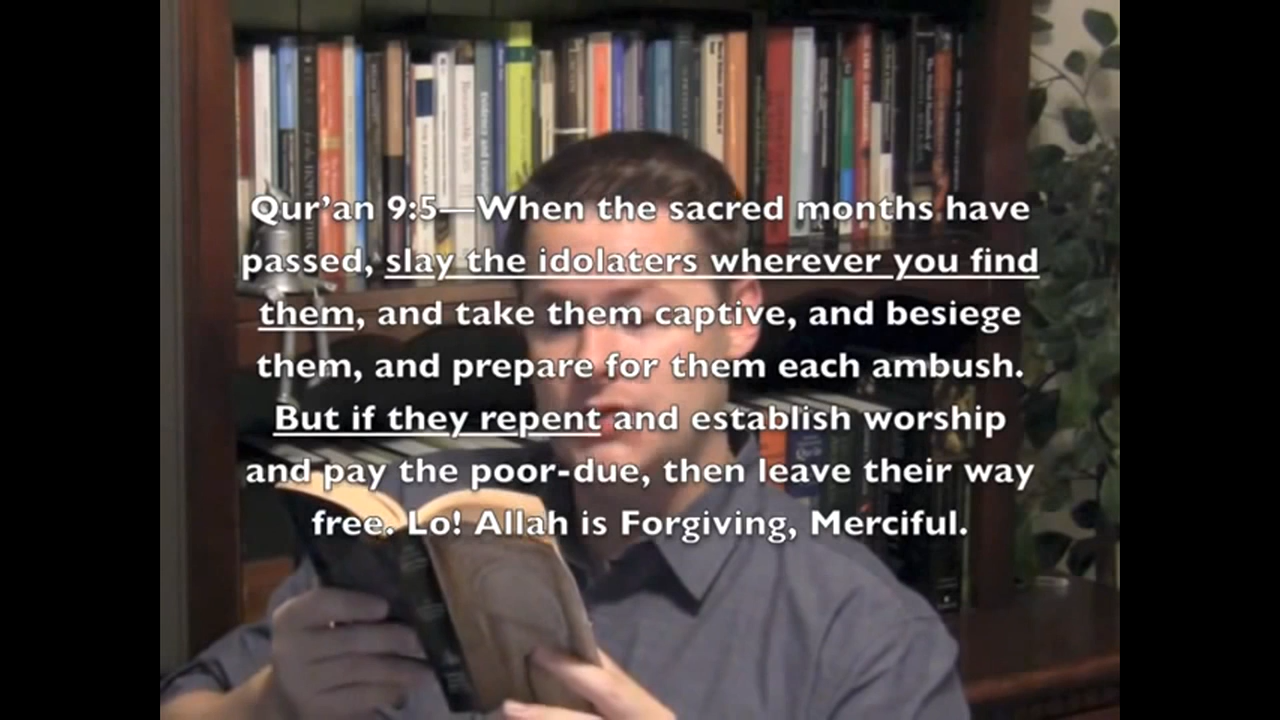 Qur’an 9:5—When the sacred months have
passed, slay the idolaters wherever you find
them, and take them captive, and besiege
them, and prepare for them each ambush.
But if they repent and establish worship
and pay the poor-due, then leave their way
free. Lo! Allah is Forgiving, Merciful.